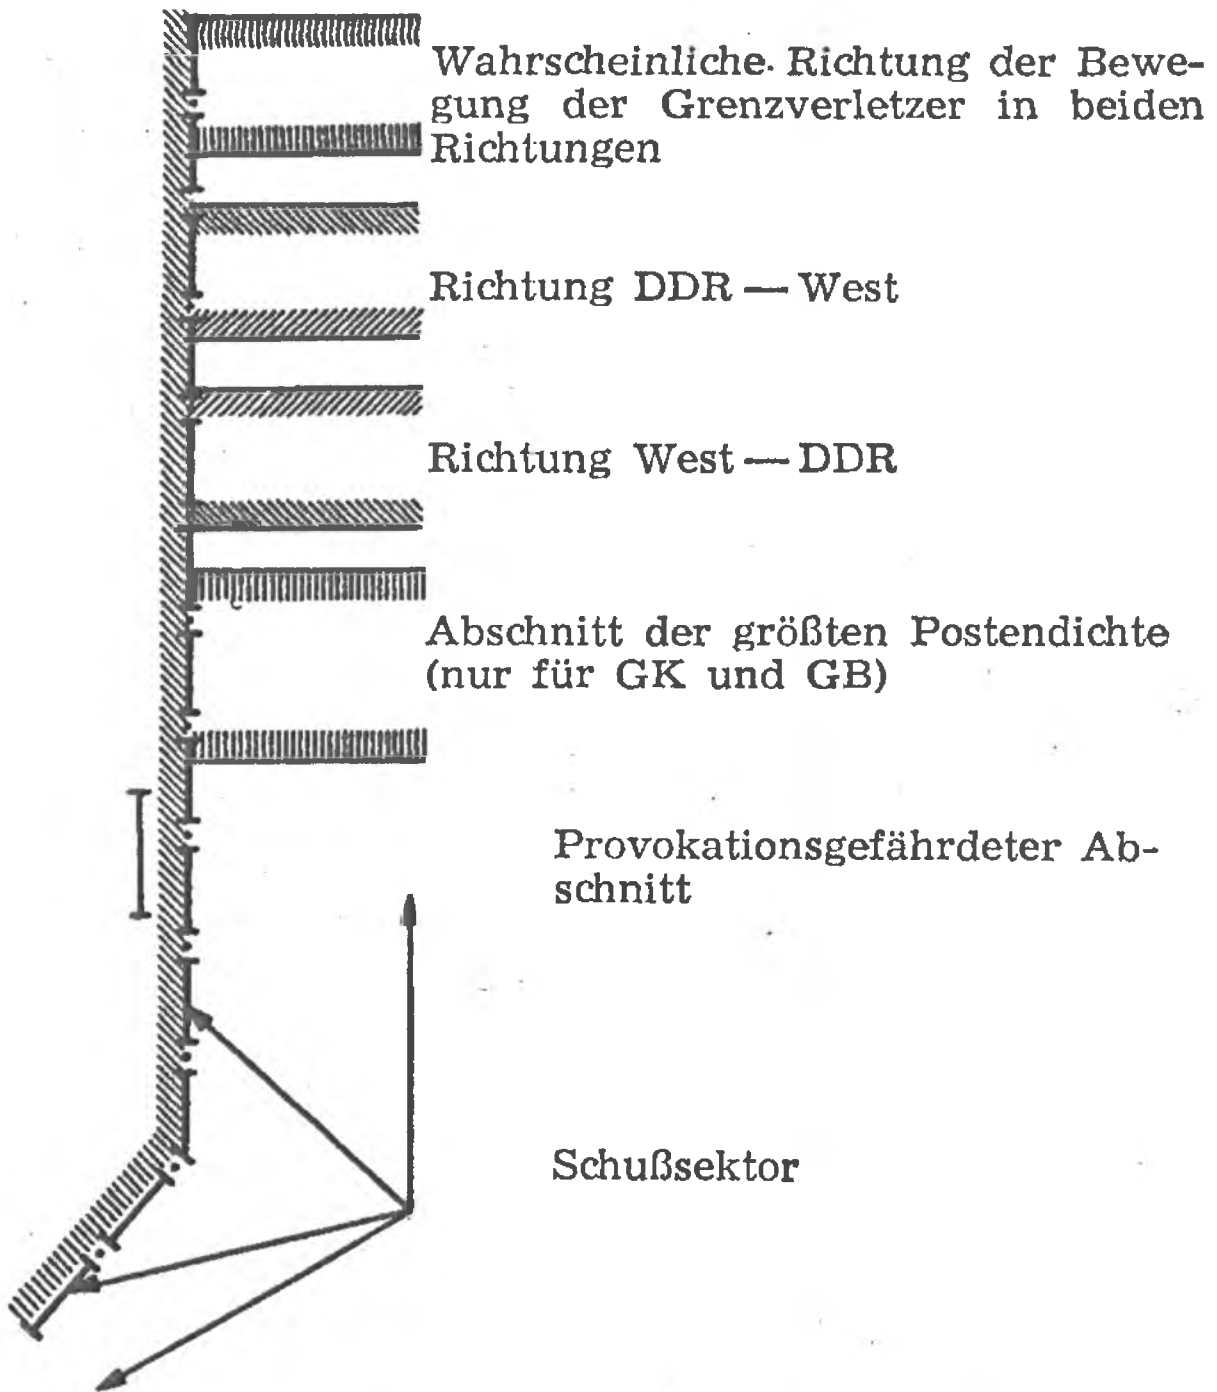 Wahrscheinliche. Richtung der Bewe-
gung der Grenzverletzer in beiden
Richtungen
Richtung DDR — West
Richtung West — DDR
Abschnitt der größten Postendichte
(nur für GK und GB)
Provokationsgefährdeter Ab-
schnitt
Schußsektor